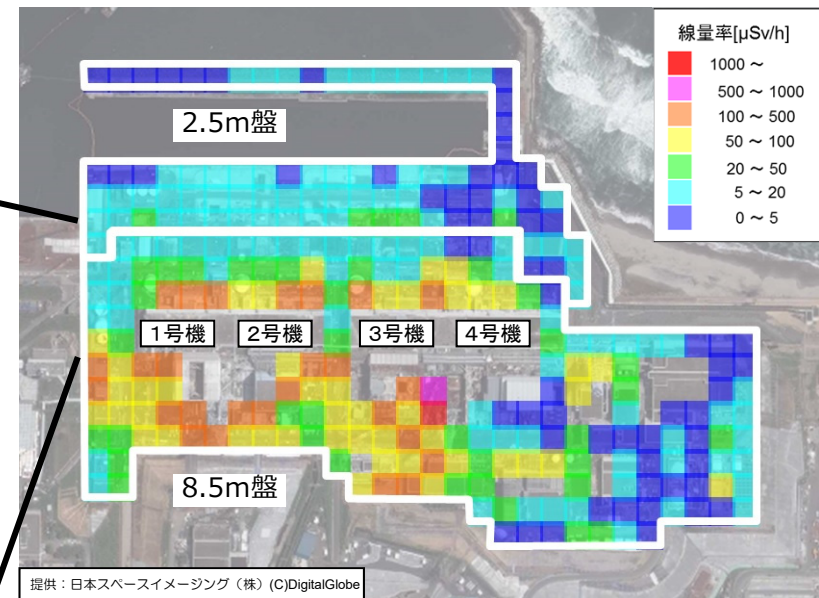 線量率[μSv/h]
1000 ~
500 ~ 1000
100 ~ 500
50 ~ 100
20 ~ 50
5 ~ 20
0 ~ 5
2.5m盤
1号機
2号機
3号機
4号機
8.5m盤
提供：日本スペースイメージング（株）(C)DigitalGlobe